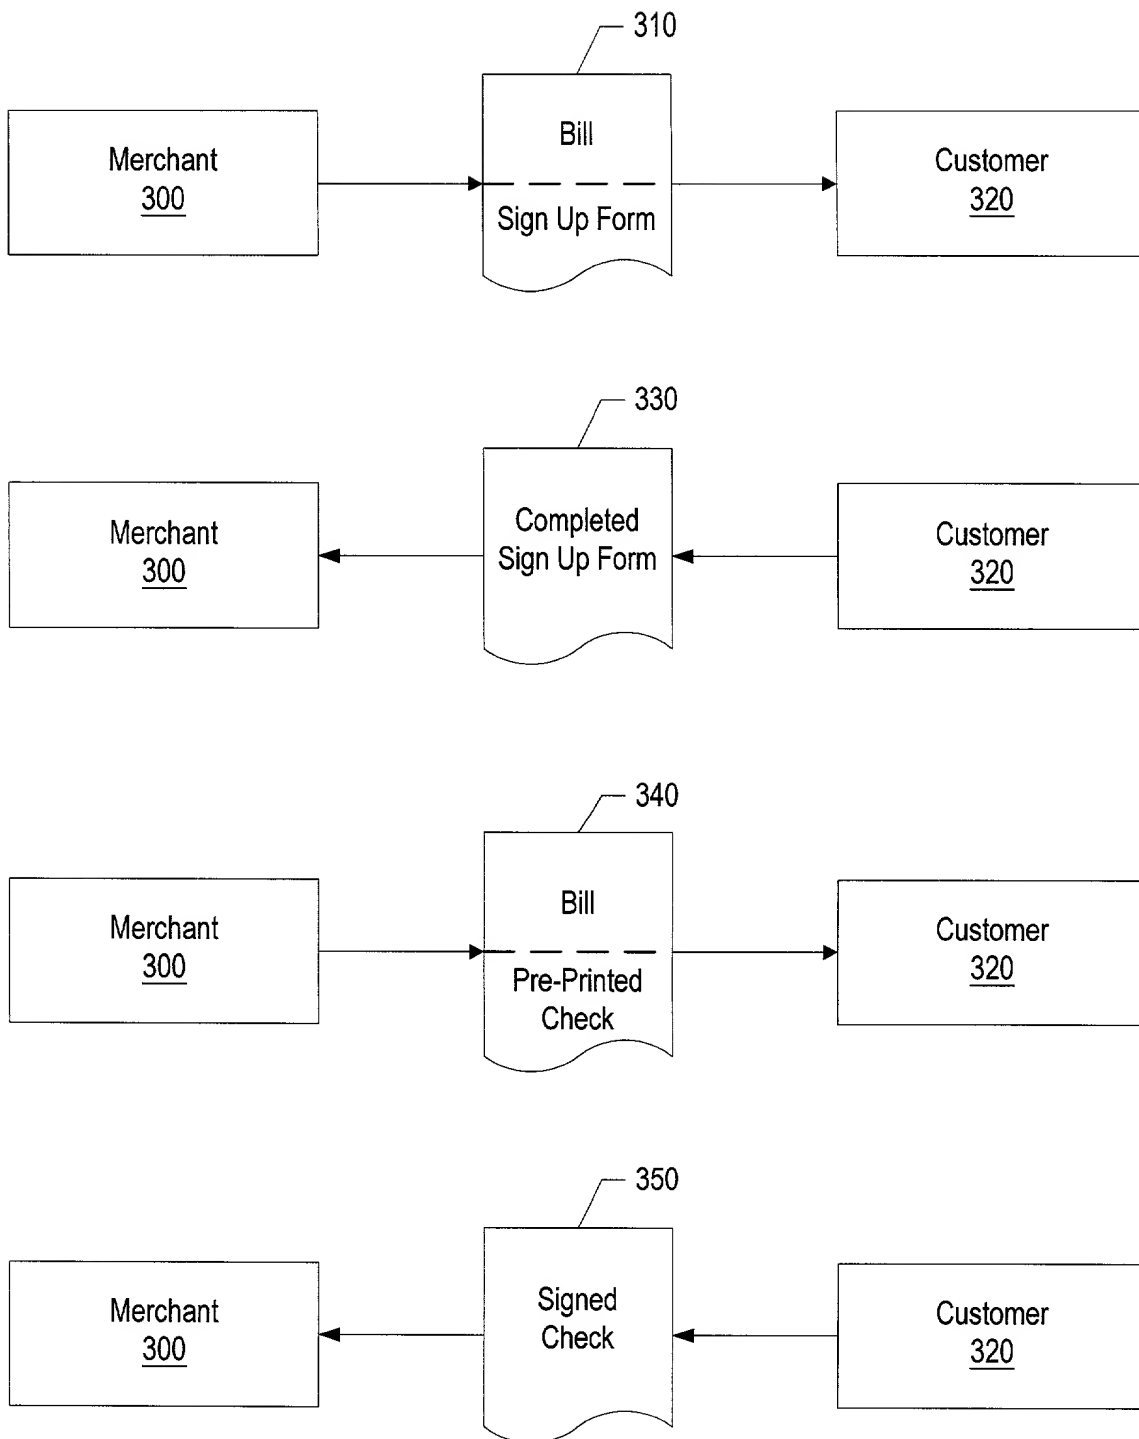 310
Merchant
300
Bill
Sign Up Form
Customer
320
330
Merchant
300
Completed
Sign Up Form
Customer
320
340
Merchant
300
Bill
Pre-Printed
Check
Customer
320
350
Merchant
300
Signed
Check
Customer
320